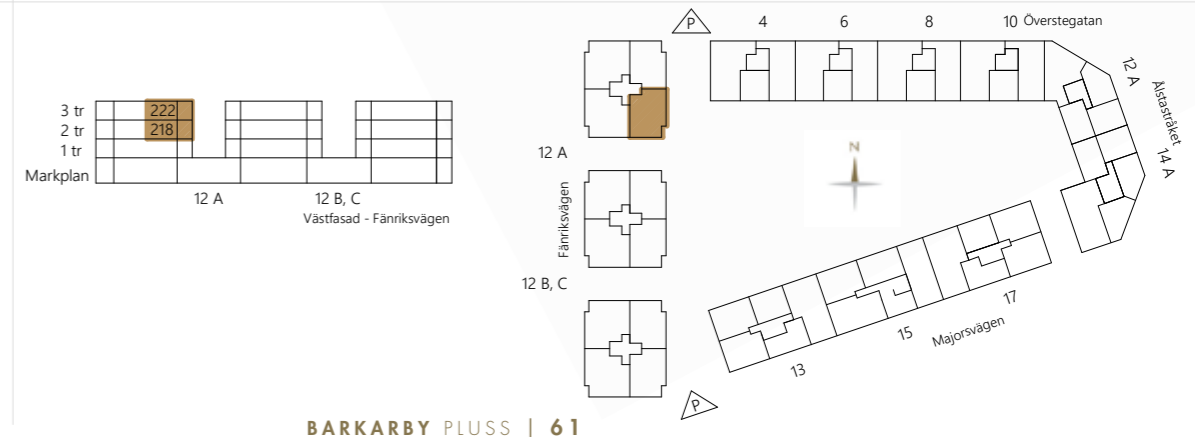 3 tr
222
2 tr
218
1 tr
Markplan
12 A
12 B, C
Västfasad - Fänriksvägen
12 A
Fänriksvägen
12 B, C
P
4
6
8
10
Överstegatan
12 A
Älstastråket
14 A
N
17
15
Majorsvägen
13
P
BARKARBY PLUSS | 61